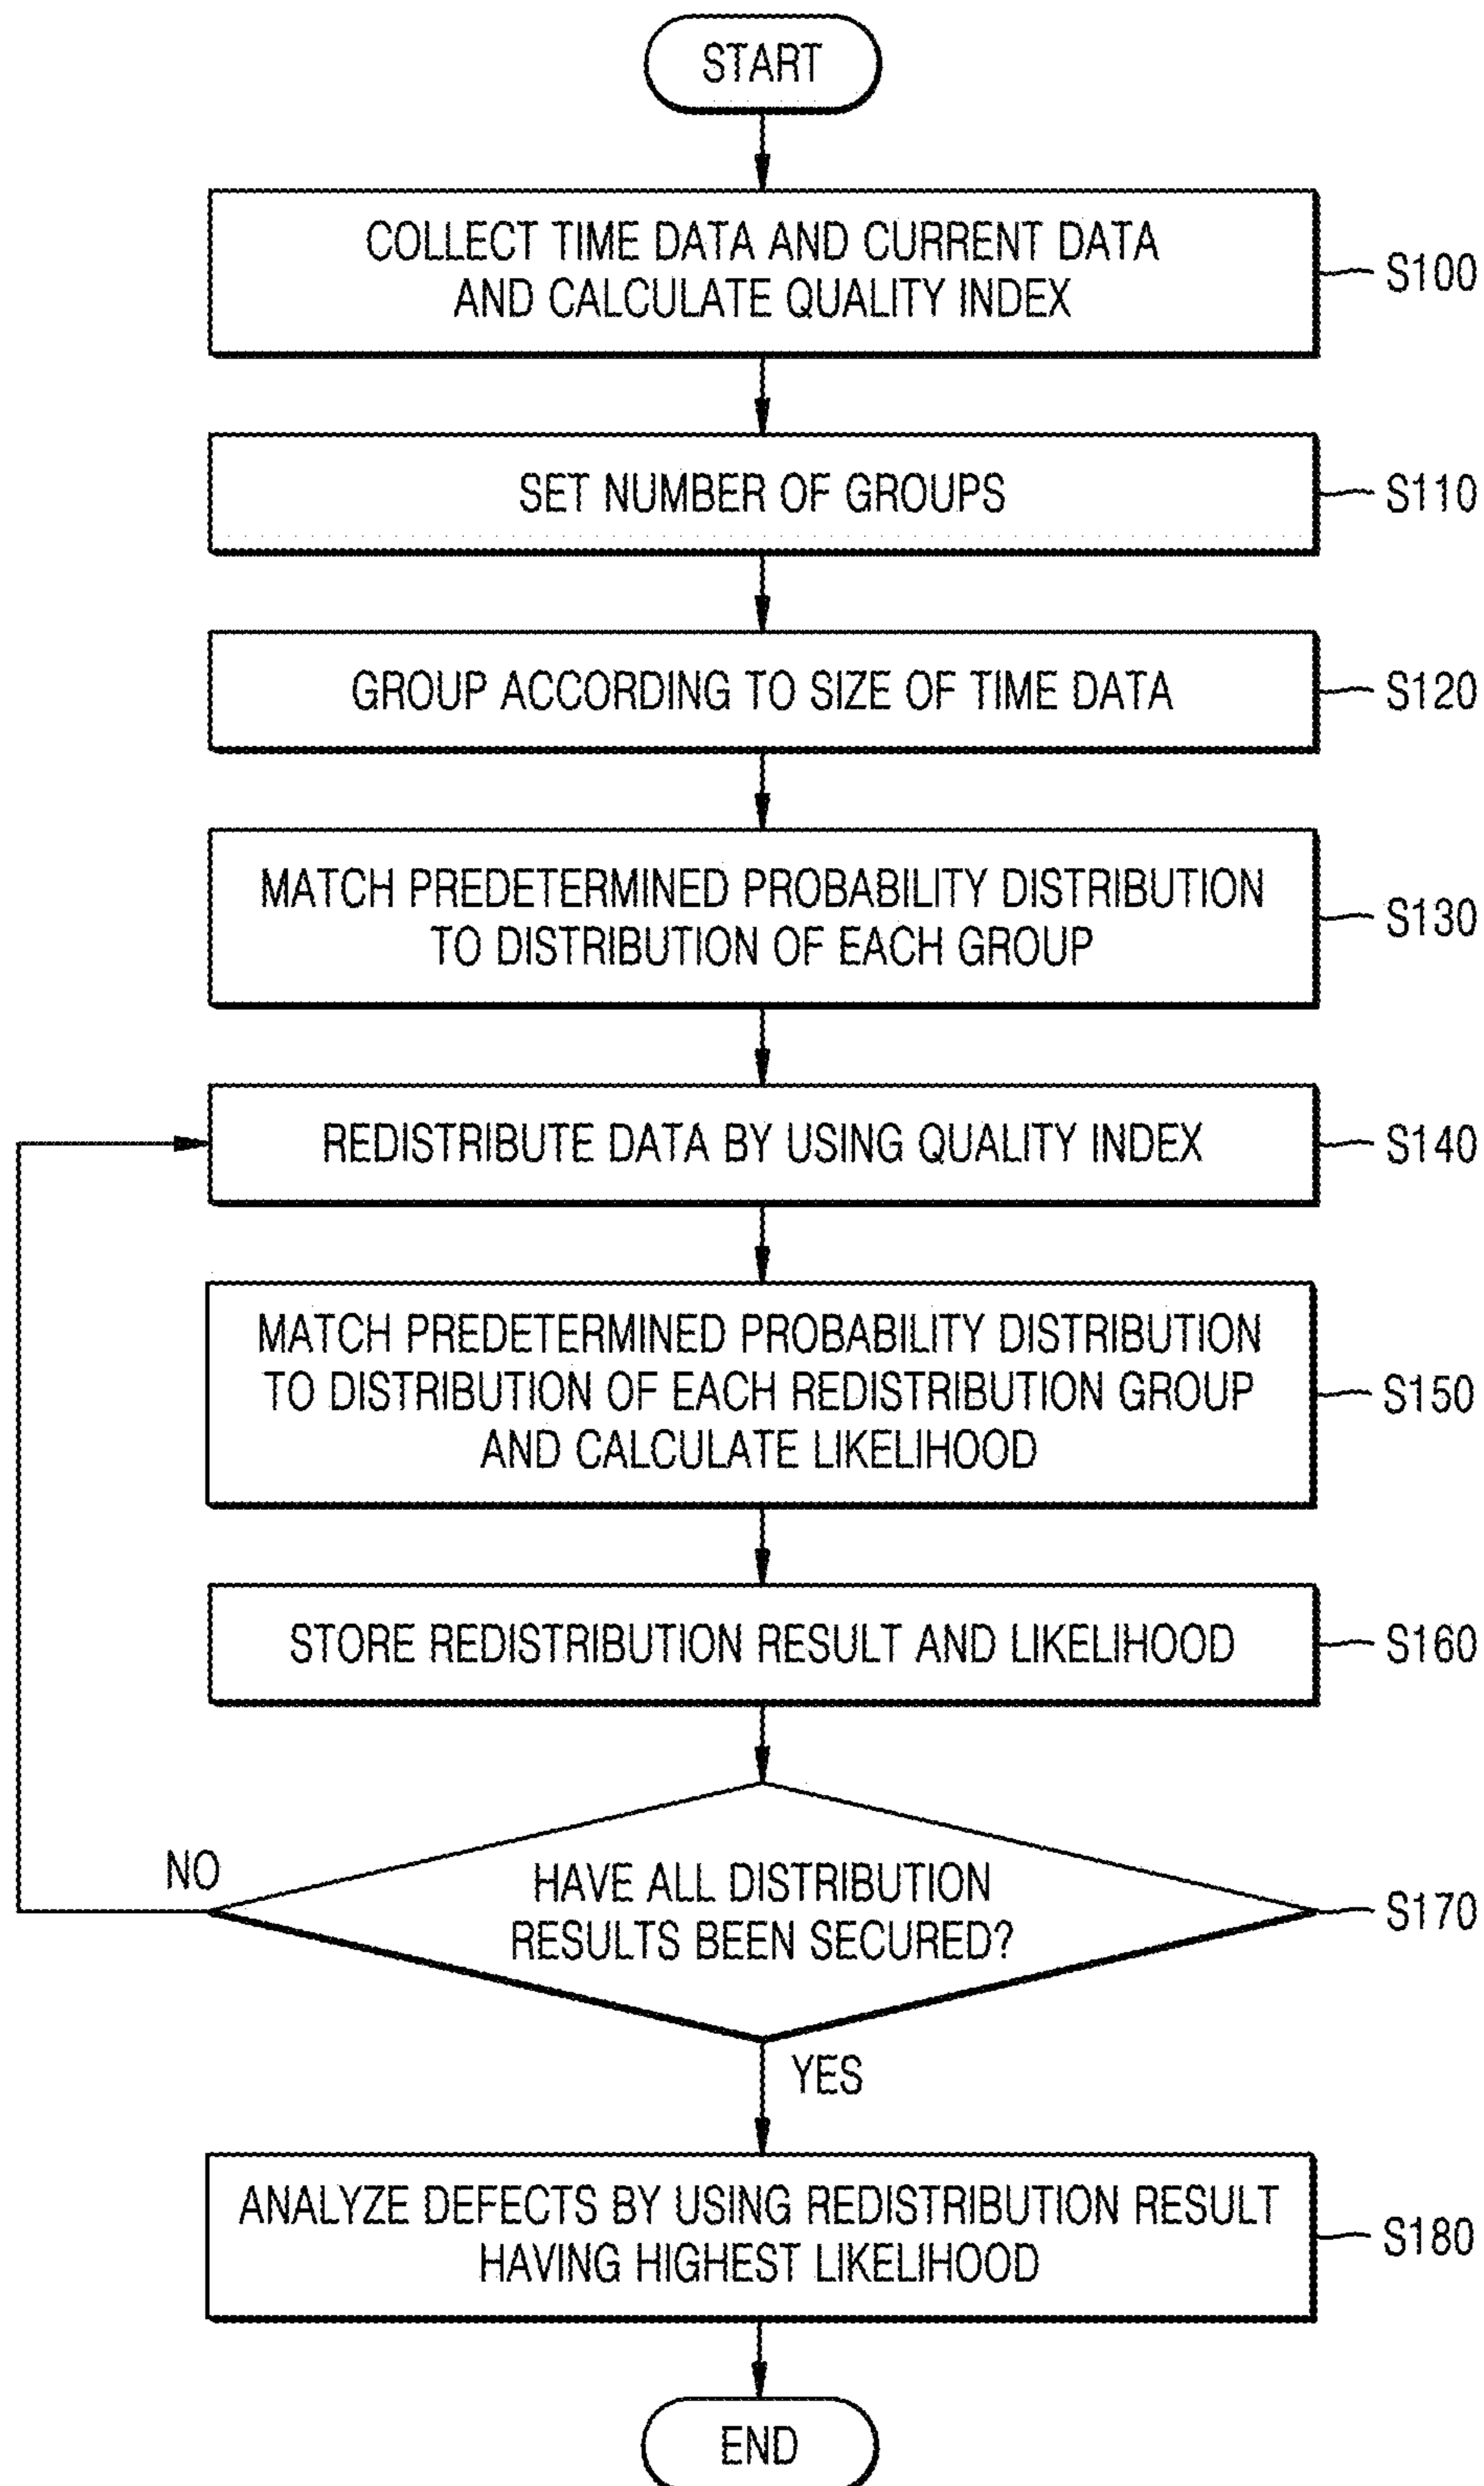 START
COLLECT TIME DATA AND CURRENT DATA
AND CALCULATE QUALITY INDEX
S100
SET NUMBER OF GROUPS
S110
GROUP ACCORDING TO SIZE OF TIME DATA
S120
MATCH PREDETERMINED PROBABILITY DISTRIBUTION
TO DISTRIBUTION OF EACH GROUP
S130
REDISTRIBUTE DATA BY USING QUALITY INDEX
S140
MATCH PREDETERMINED PROBABILITY DISTRIBUTION
TO DISTRIBUTION OF EACH REDISTRIBUTION GROUP
AND CALCULATE LIKELIHOOD
S150
STORE REDISTRIBUTION RESULT AND LIKELIHOOD
S160
NO
HAVE ALL DISTRIBUTION
RESULTS BEEN SECURED?
S170
YES
ANALYZE DEFECTS BY USING REDISTRIBUTION RESULT
HAVING HIGHEST LIKELIHOOD
S180
END